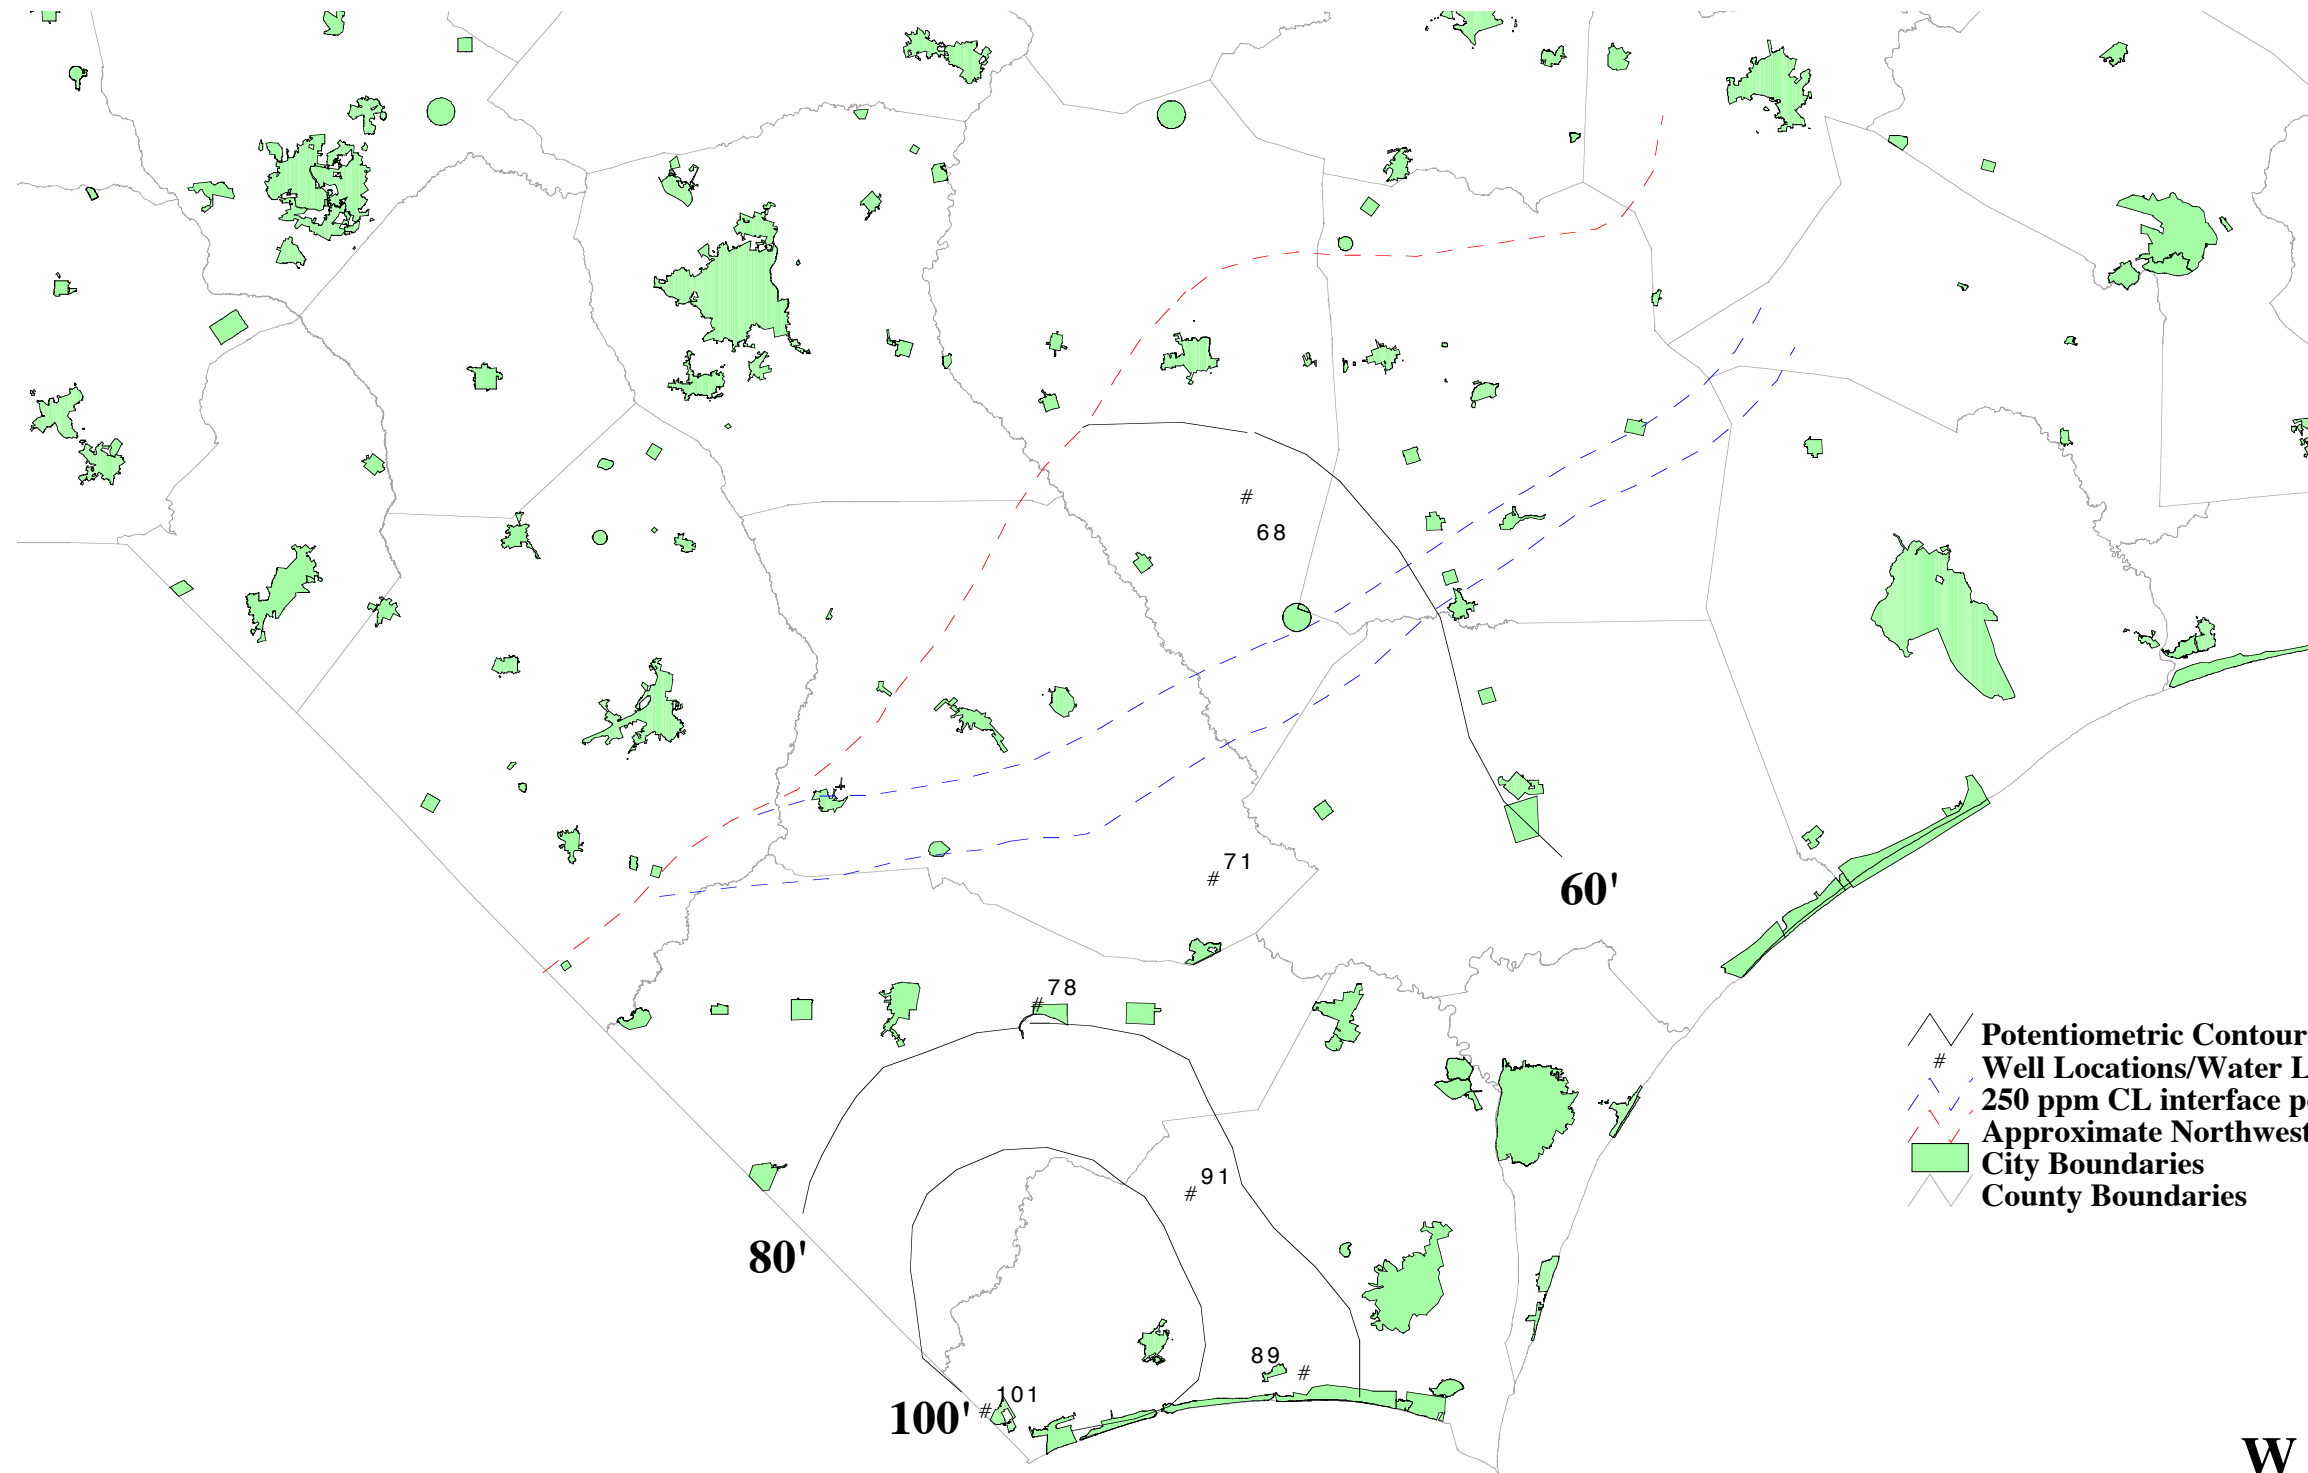 68
71
60'
78
Potentiometric Contour
# Well Locations/Water L
250 ppm CL interface p
Approximate Northwest
City Boundaries
County Boundaries
91
80'
89
101
100'
W